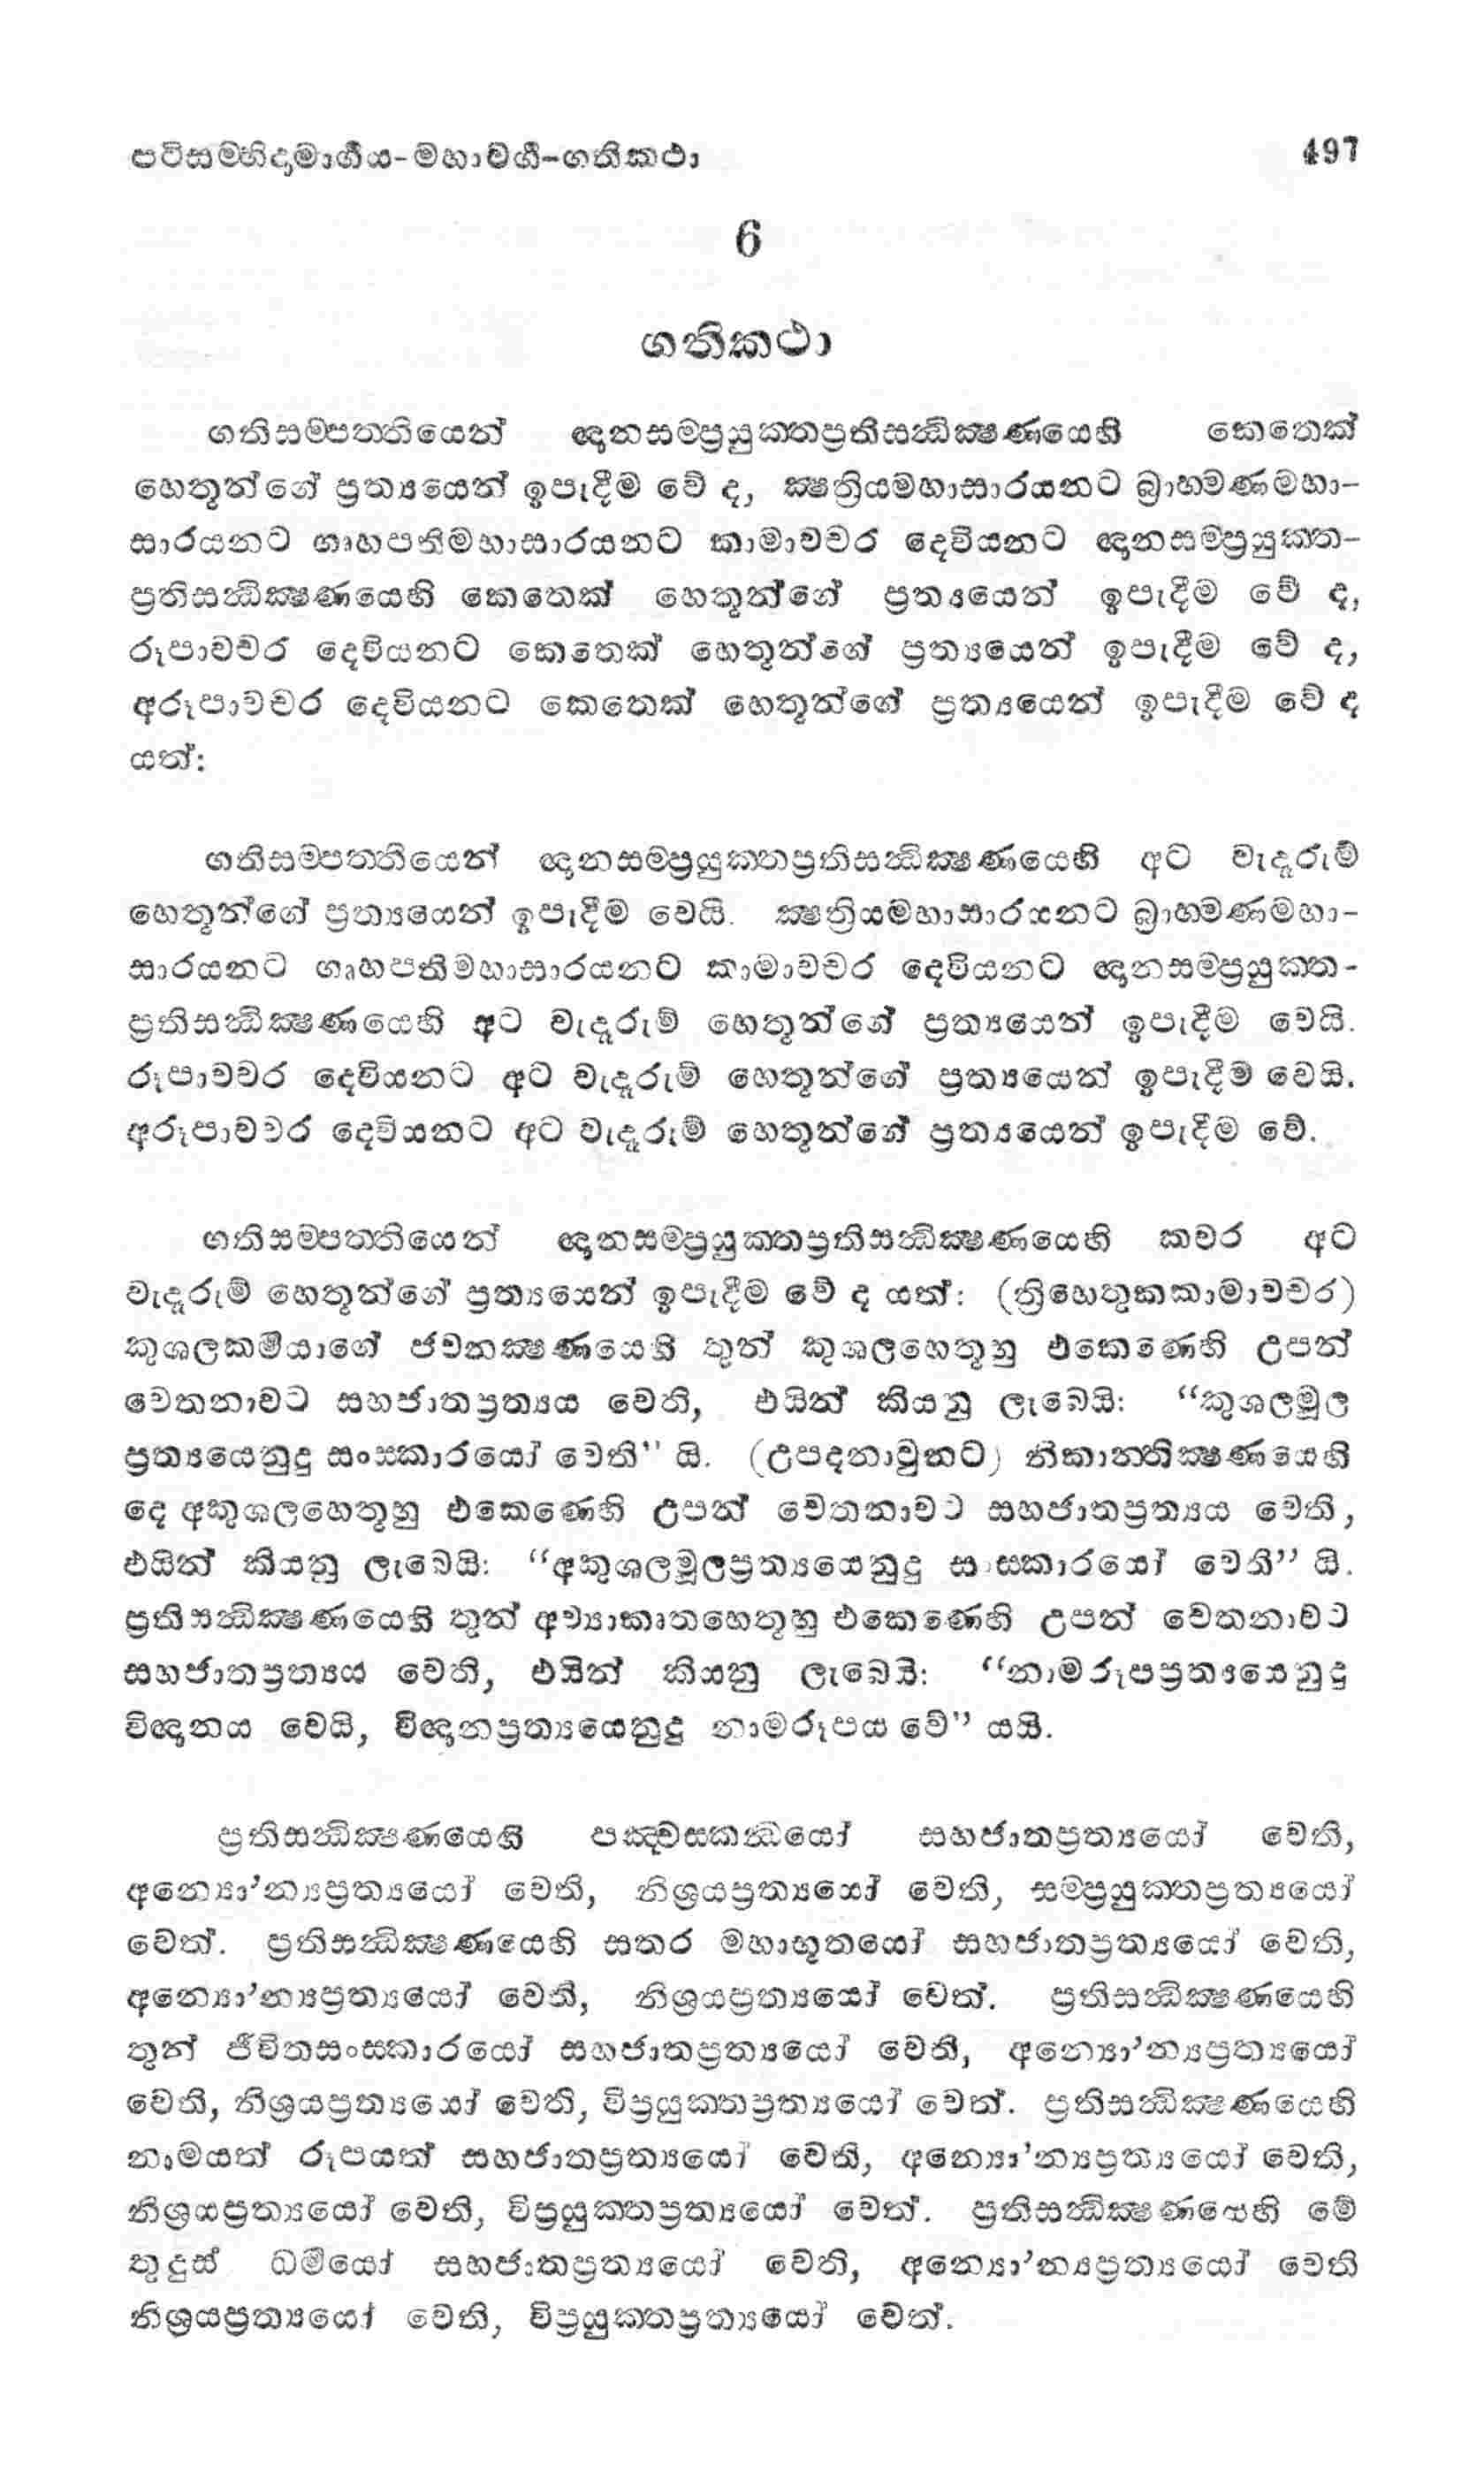 පටිසම්භිදාමාර්ගය-මහාවර්ග-ගතිකථා 497
6
ගතිකථා
ගතිසම්පත්තියෙන් ඥානසම්ප්‍රයුක්තප්‍රතිසන්ධික්ෂණයෙහි කෙතෙක්
හෙතූන්ගේ ප්‍රත්‍යයෙන් ඉපැදීම වේ ද, ක්ෂත්‍රියමහාසාරයනට බ්‍රාහ්මණමහා-
සාරයනට ගෘහපතිමහාසාරයනට කාමාවචර දෙවියනට ඥානසම්ප්‍රයුක්ත-
ප්‍රතිසන්ධික්ෂණයෙහි කෙතෙක් හෙතූන්ගේ ප්‍රත්‍යයෙන් ඉපැදීම වේ ද,
රූපාවචර දෙවියනට කෙතෙක් හෙතූන්ගේ ප්‍රත්‍යයෙන් ඉපැදීම වේ ද,
අරූපාවචර දෙවියනට කෙතෙක් හෙතූන්ගේ ප්‍රත්‍යයෙන් ඉපැදීම වේ ද
යත්:
ගතිසම්පත්තියෙන් ඥානසම්ප්‍රයුක්තප්‍රතිසන්ධික්ෂණයෙහි අට වැදෑරුම්
හෙතූන්ගේ ප්‍රත්‍යයෙන් ඉපැදීම වෙයි. ක්ෂත්‍රියමහාසාරයනට බ්‍රාහ්මණමහා-
සාරයනට ගෘහපතිමහාසාරයනට කාමාවචර දෙවියනට ඥානසම්ප්‍රයුක්ත-
ප්‍රතිසන්ධික්ෂණයෙහි අට වැදෑරුම් හෙතූන්ගේ ප්‍රත්‍යයෙන් ඉපැදීම වෙයි.
රූපාවචර දෙවියනට අට වැදෑරුම් හෙතූන්ගේ ප්‍රත්‍යයෙන් ඉපැදීම වෙයි.
අරූපාවචර දෙවියනට අට වැදෑරුම් හෙතූන්ගේ ප්‍රත්‍යයෙන් ඉපැදීම වේ.
ගතිසම්පත්තියෙන් ඥානසම්ප්‍රයුක්තප්‍රතිසන්ධික්ෂණයෙහි කවර අට
වැදෑරුම් හෙතූන්ගේ ප්‍රත්‍යයෙන් ඉපැදීම වේ ද යත්: (ත්‍රිහෙතුකකාමාවචර)
කුශලකර්මයාගේ ජවනක්ෂණයෙහි තුන් කුශලහෙතූහු එකෙණෙහි උපන්
චෙතනාවට සහජාතප්‍රත්‍යය වෙති, එයින් කියනු ලැබෙයි: “කුශලමූල
ප්‍රත්‍යයෙනුදු සංස්කාරයෝ වෙති” යි. (උපදනාවුනට) නිකාන්තික්ෂණයෙහි
දෙ අකුශලහෙතූහු එකෙණෙහි උපන් චෙතනාවට සහජාතප්‍රත්‍යය වෙති,
එයින් කියනු ලැබෙයි: “අකුශලමූලප්‍රත්‍යයෙනුදු සංස්කාරයෝ වෙති” යි.
ප්‍රතිසන්ධික්ෂණයෙහි තුන් අව්‍යාකෘතහෙතූහු එකෙණෙහි උපන් චෙතනාවට
සහජාතප්‍රත්‍යය වෙති, එයින් කියනු ලැබෙයි: “නාමරූපප්‍රත්‍යයෙනුදු
විඥානය වෙයි, විඥානප්‍රත්‍යයෙනුදු නාමරූපය වේ” යයි.
ප්‍රතිසන්ධික්ෂණයෙහි පඤ්චස්කන්ධයෝ සහජාතප්‍රත්‍යයෝ වෙති,
අන්‍යො’න්‍යප්‍රත්‍යයෝ වෙති, නිශ්‍රයප්‍රත්‍යයෝ වෙති, සම්ප්‍රයුක්තප්‍රත්‍යයෝ
වෙත්. ප්‍රතිසන්ධික්ෂණයෙහි සතර මහාභූතයෝ සහජාතප්‍රත්‍යයෝ වෙති,
අන්‍යො’න්‍යප්‍රත්‍යයෝ වෙති, නිශ්‍රයප්‍රත්‍යයෝ වෙත්. ප්‍රතිසන්ධික්ෂණයෙහි
තුන් ජීවිතසංස්කාරයෝ සහජාතප්‍රත්‍යයෝ වෙති, අන්‍යො’න්‍යප්‍රත්‍යයෝ
වෙති, නිශ්‍රයප්‍රත්‍යයෝ වෙති, විප්‍රයුක්තප්‍රත්‍යයෝ වෙත්. ප්‍රතිසන්ධික්ෂණයෙහි
නාමයත් රූපයත් සහජාතප්‍රත්‍යයෝ වෙති, අන්‍යො’න්‍යප්‍රත්‍යයෝ වෙති,
නිශ්‍රයප්‍රත්‍යයෝ වෙති, විප්‍රයුක්තප්‍රත්‍යයෝ වෙත්. ප්‍රතිසන්ධික්ෂණයෙහි මේ
තුදුස් ධර්මයෝ සහජාතප්‍රත්‍යයෝ වෙති, අන්‍යො’න්‍යප්‍රත්‍යයෝ වෙති
නිශ්‍රයප්‍රත්‍යයෝ වෙති, විප්‍රයුක්තප්‍රත්‍යයෝ වෙත්.